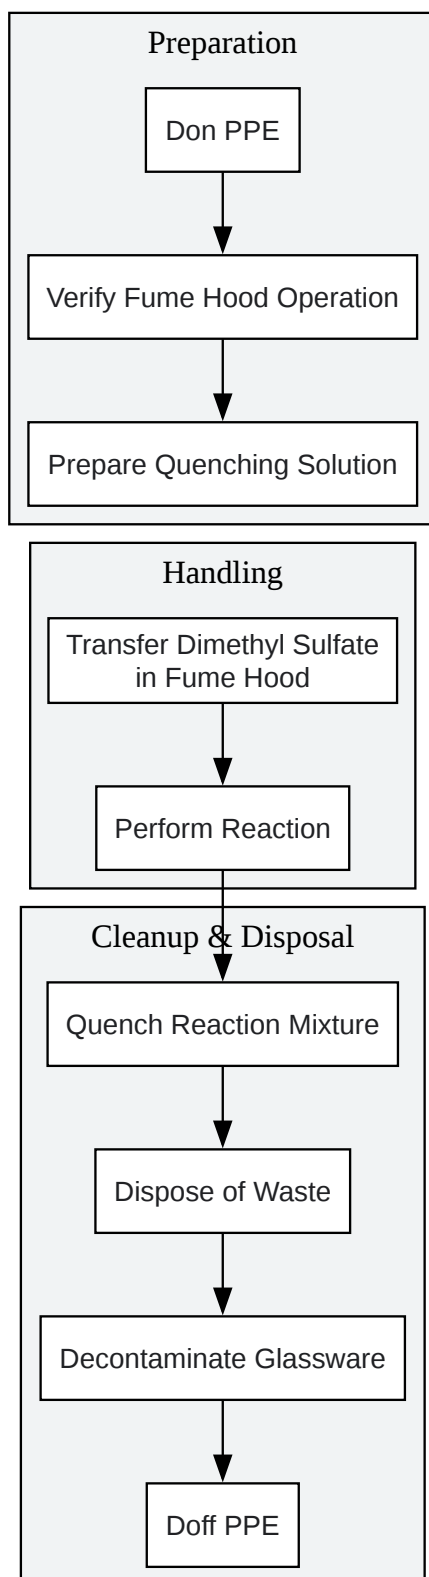 Preparation
Don PPE
Verify Fume Hood Operation
Prepare Quenching Solution
Handling
Transfer Dimethyl Sulfate
in Fume Hood
Perform Reaction
Cleanup & Disposal
Quench Reaction Mixture
Dispose of Waste
Decontaminate Glassware
Doff PPE